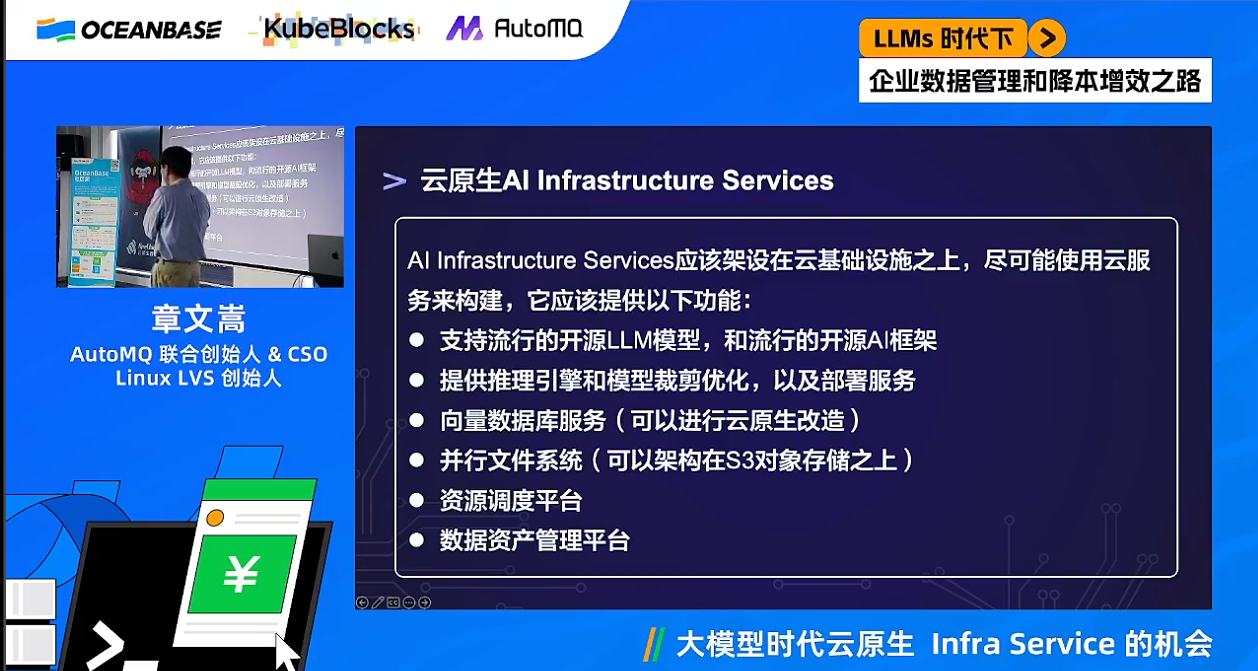 OCEANBASE
KubeBlocks
AutoMQ
LLMs 时代下
企业数据管理和降本增效之路
云原生AI Infrastructure Services
AI Infrastructure Services应该架设在云基础设施之上，尽可能使用云服
务来构建，它应该提供以下功能：
● 支持流行的开源LLM模型，和流行的开源AI框架
● 提供推理引擎和模型裁剪优化，以及部署服务
● 向量数据库服务（可以进行云原生改造）
● 并行文件系统（可以架构在S3对象存储之上）
● 资源调度平台
● 数据资产管理平台
OceanBase
章文嵩
AutoMQ 联合创始人 & CSO
Linux LVS 创始人
¥
大模型时代云原生 Infra Service 的机会